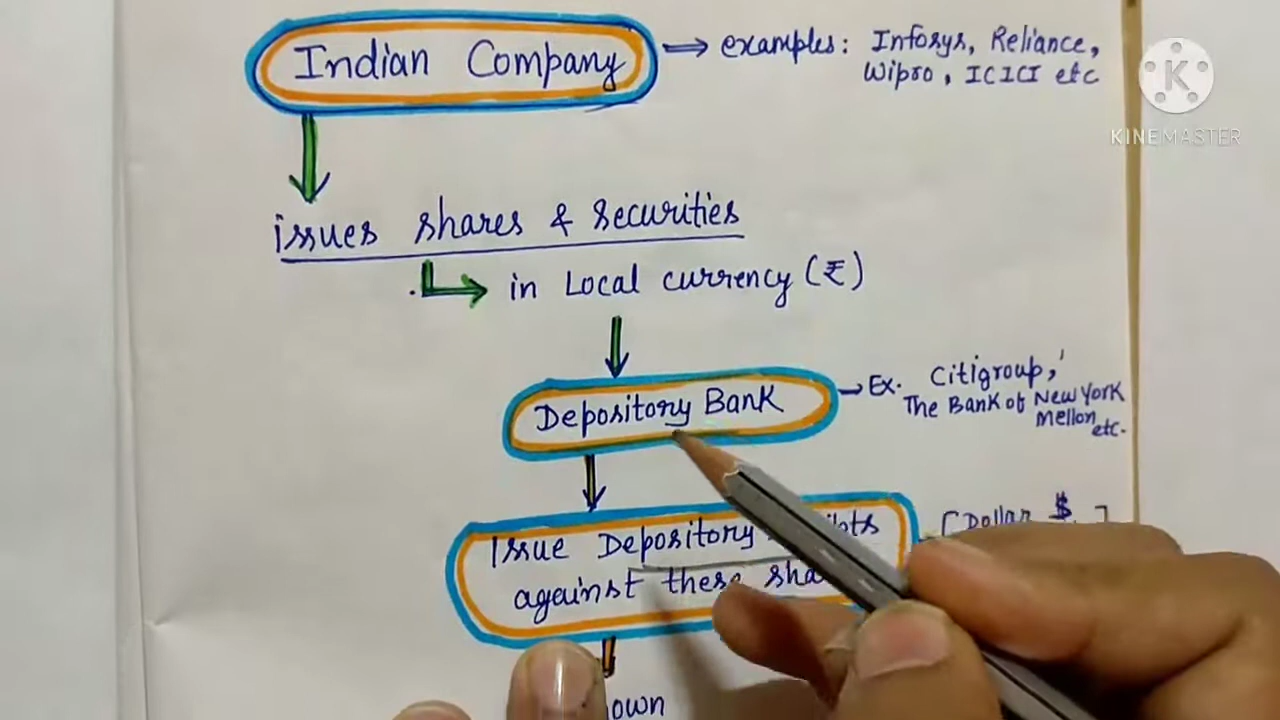 Indian Company → examples: Infosys, Reliance,
Wipro, ICICI etc
KINEMASTER
issues shares & securities
in Local currency (₹)
Depository Bank → Ex. Citigroup,
The Bank of New York
Mellon
etc.
Issue Depository
[Dollar $ ]
against these